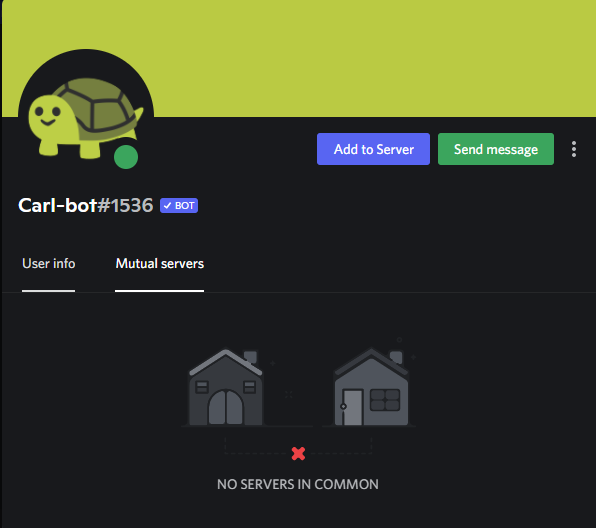 Add to Server
Send message
Carl-bot#1536 BOT
User info
Mutual servers
NO SERVERS IN COMMON